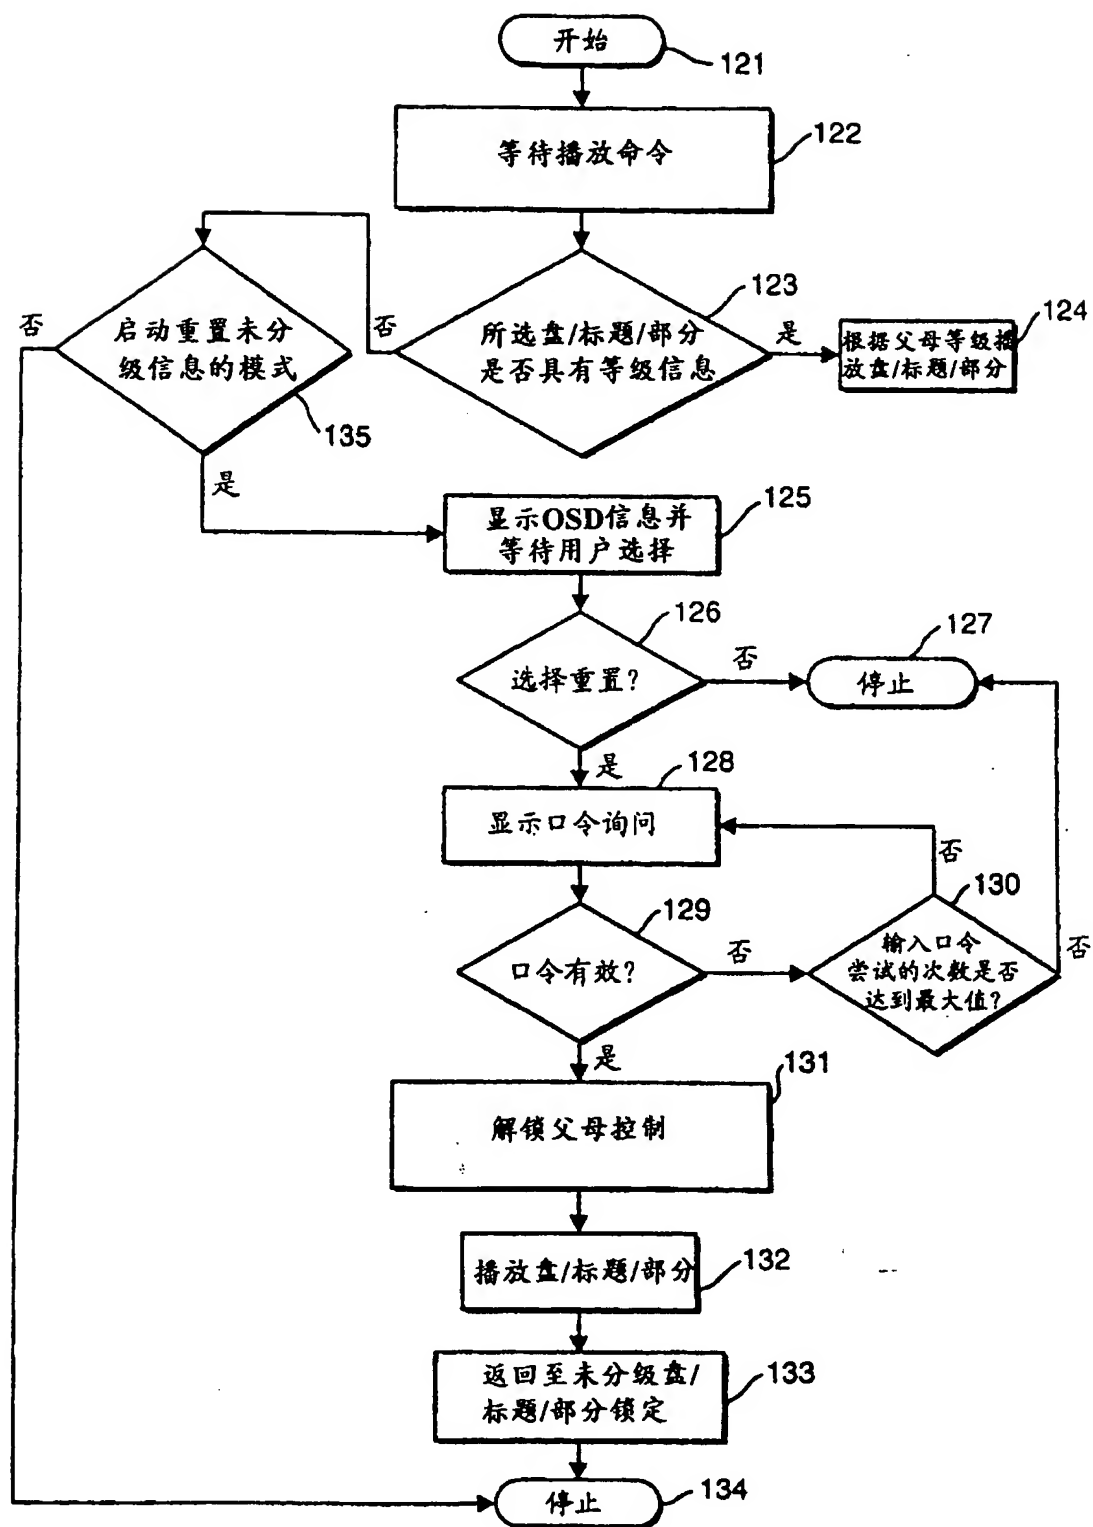 开始
121
等待播放命令
122
所选盘/标题/部分
是否具有等级信息
123
是
根据父母等级播
放盘/标题/部分
124
否
启动重置未分
级信息的模式
135
否
是
显示OSD信息并
等待用户选择
125
选择重置?
126
否
停止
127
是
显示口令询问
128
口令有效?
129
否
输入口令
尝试的次数是否
达到最大值?
130
否
否
是
解锁父母控制
131
播放盘/标题/部分
132
返回至未分级盘/
标题/部分锁定
133
停止
134